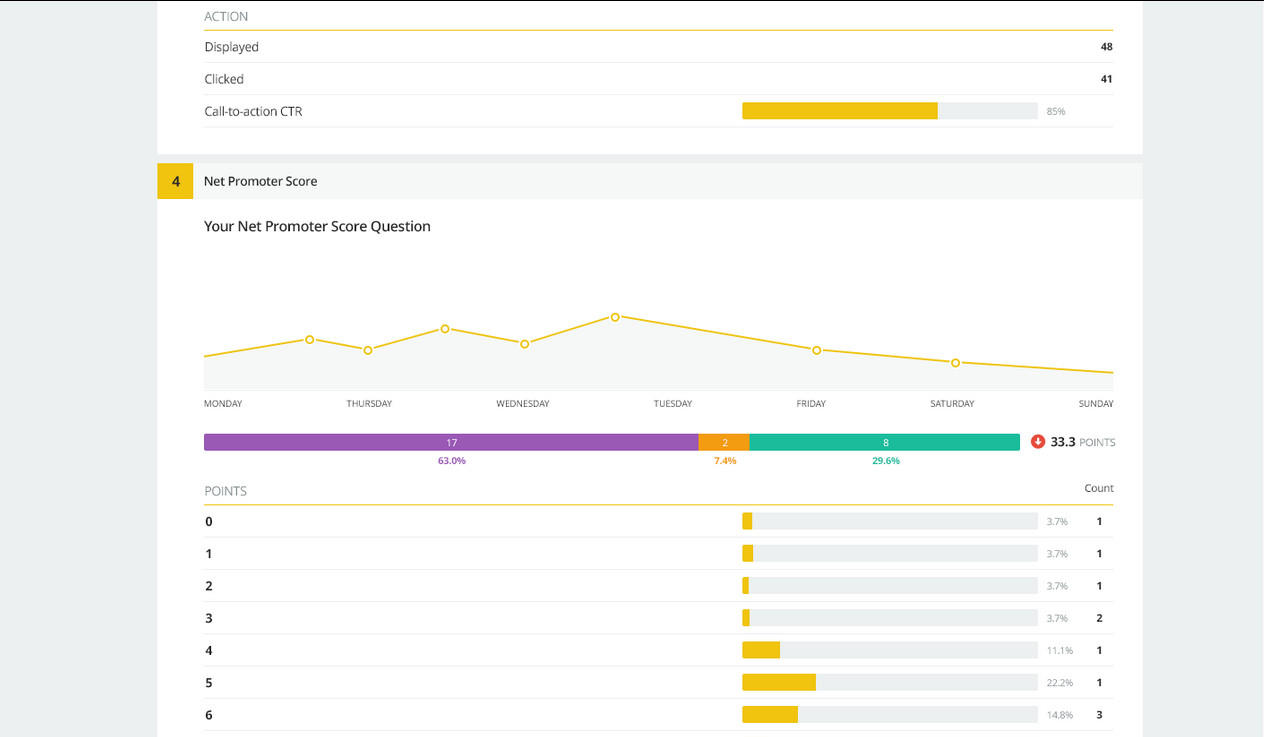 ACTION
Displayed 48
Clicked 41
Call-to-action CTR 85%
4 Net Promoter Score
Your Net Promoter Score Question
MONDAY THURSDAY WEDNESDAY TUESDAY FRIDAY SATURDAY SUNDAY
17 2 8 33.3 POINTS
63.0% 7.4% 29.6%
POINTS Count
0 3.7% 1
1 3.7% 1
2 3.7% 1
3 3.7% 2
4 11.1% 1
5 22.2% 1
6 14.8% 3